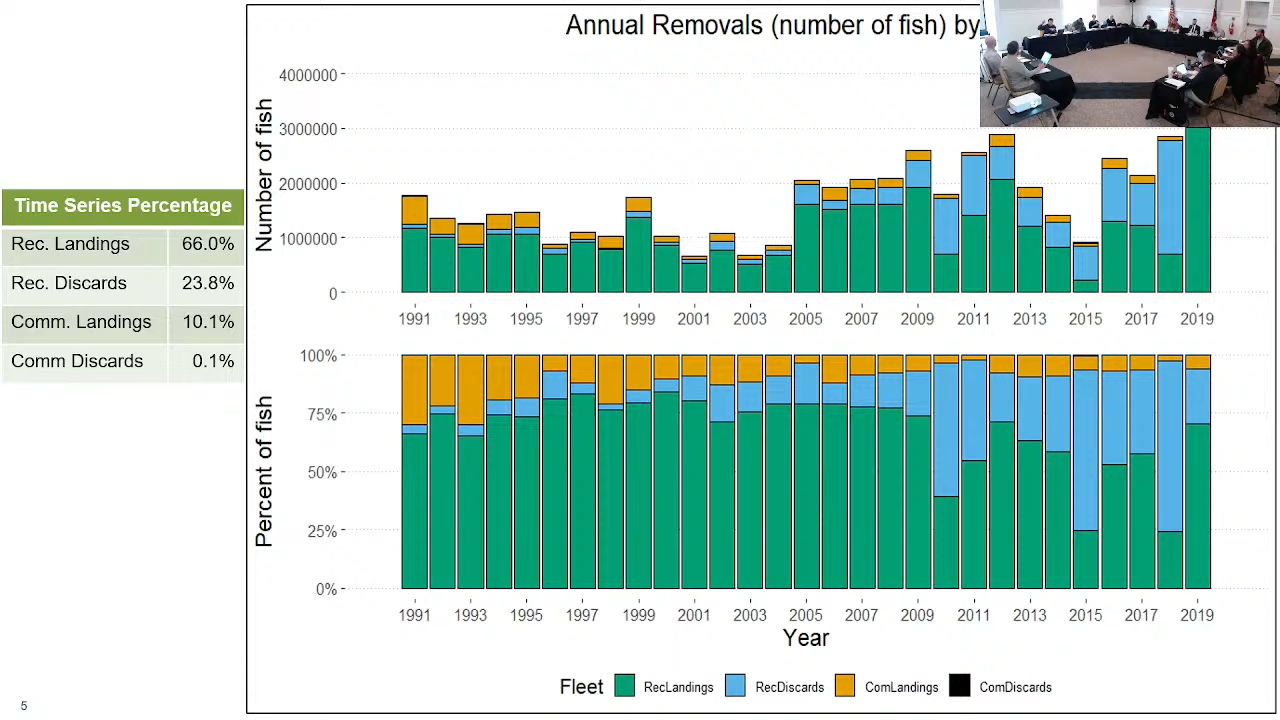 Annual Removals (number of fish) by
Time Series Percentage
Rec. Landings 66.0%
Rec. Discards 23.8%
Comm. Landings 10.1%
Comm Discards 0.1%
Number of fish
4000000
3000000
2000000
1000000
0
1991 1993 1995 1997 1999 2001 2003 2005 2007 2009 2011 2013 2015 2017 2019
Percent of fish
100%
75%
50%
25%
0%
1991 1993 1995 1997 1999 2001 2003 2005 2007 2009 2011 2013 2015 2017 2019
Year
Fleet RecLandings RecDiscards ComLandings ComDiscards
5